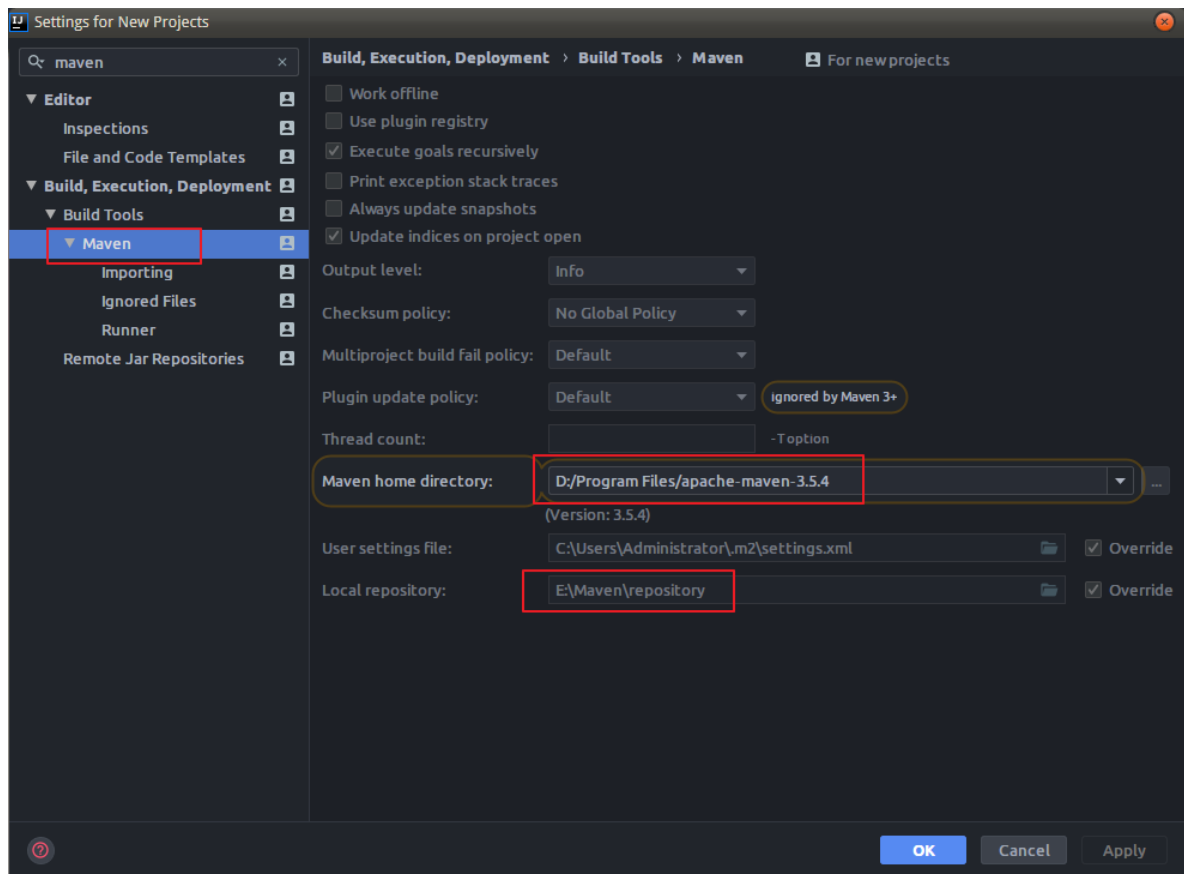 Settings for New Projects
maven
Editor
Inspections
File and Code Templates
Build, Execution, Deployment
Build Tools
Maven
Importing
Ignored Files
Runner
Remote Jar Repositories
Build, Execution, Deployment › Build Tools › Maven
For new projects
Work offline
Use plugin registry
Execute goals recursively
Print exception stack traces
Always update snapshots
Update indices on project open
Output level: Info
Checksum policy: No Global Policy
Multiproject build fail policy: Default
Plugin update policy: Default ignored by Maven 3+
Thread count: -T option
Maven home directory: D:/Program Files/apache-maven-3.5.4 ...
(Version: 3.5.4)
User settings file: C:\Users\Administrator\.m2\settings.xml Override
Local repository: E:\Maven\repository Override
? OK Cancel Apply